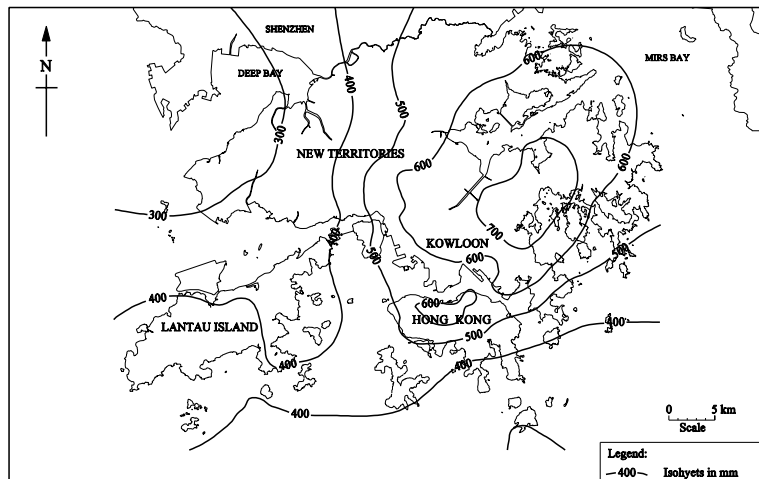 SHENZHEN
MIRS BAY
600
N
DEEP BAY
400
500
300
NEW TERRITORIES
600
600
300
700
400
KOWLOON
500
600
400
600
HONG KONG
LANTAU ISLAND
500
400
400
400
400
0 5 km
Scale
Legend:
400 Isohyets in mm